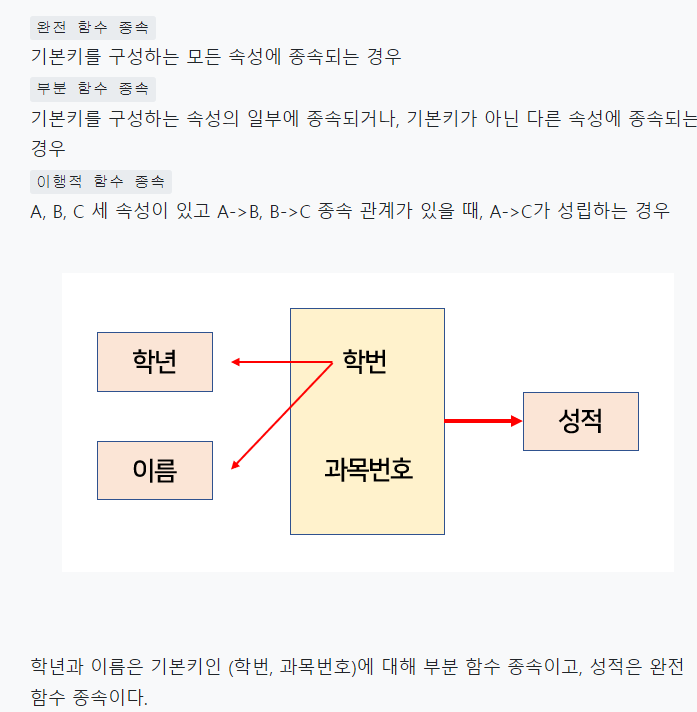 완전 함수 종속
기본키를 구성하는 모든 속성에 종속되는 경우
부분 함수 종속
기본키를 구성하는 속성의 일부에 종속되거나, 기본키가 아닌 다른 속성에 종속되는
경우
이행적 함수 종속
A, B, C 세 속성이 있고 A->B, B->C 종속 관계가 있을 때, A->C가 성립하는 경우
학년
학번
성적
이름
과목번호
학년과 이름은 기본키인 (학번, 과목번호)에 대해 부분 함수 종속이고, 성적은 완전
함수 종속이다.